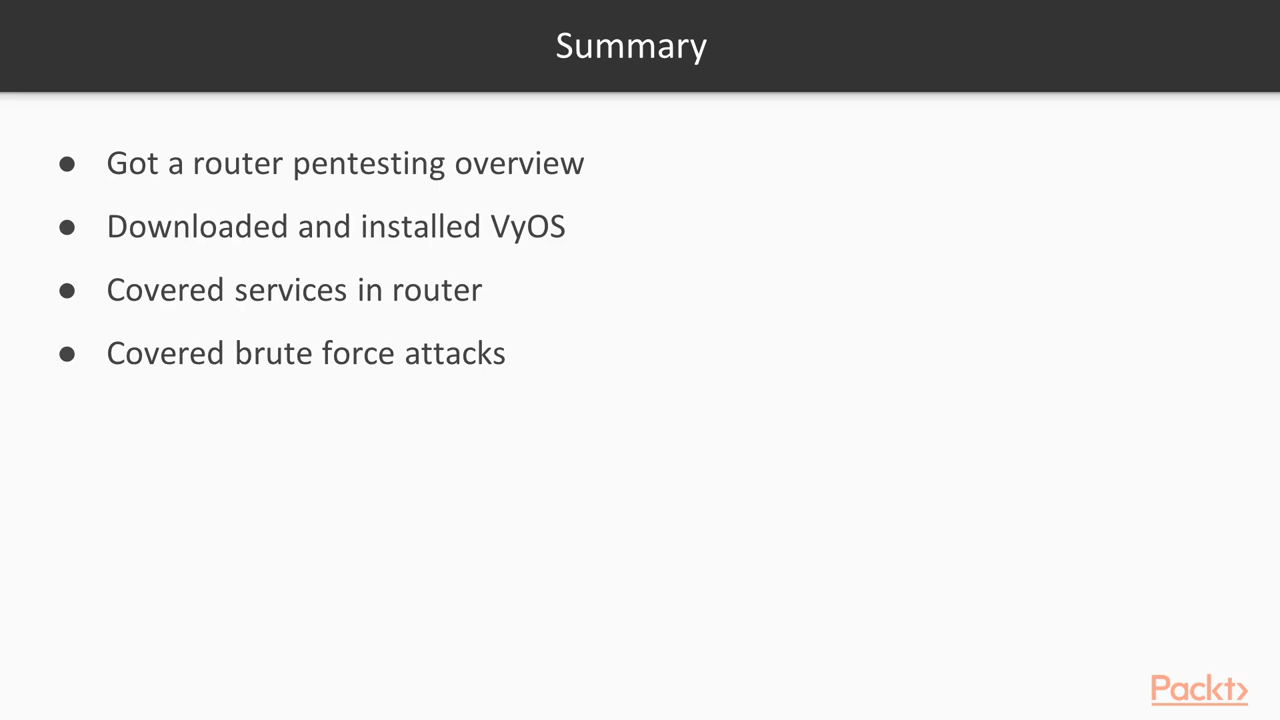 Summary
● Got a router pentesting overview
● Downloaded and installed VyOS
● Covered services in router
● Covered brute force attacks
Packt>